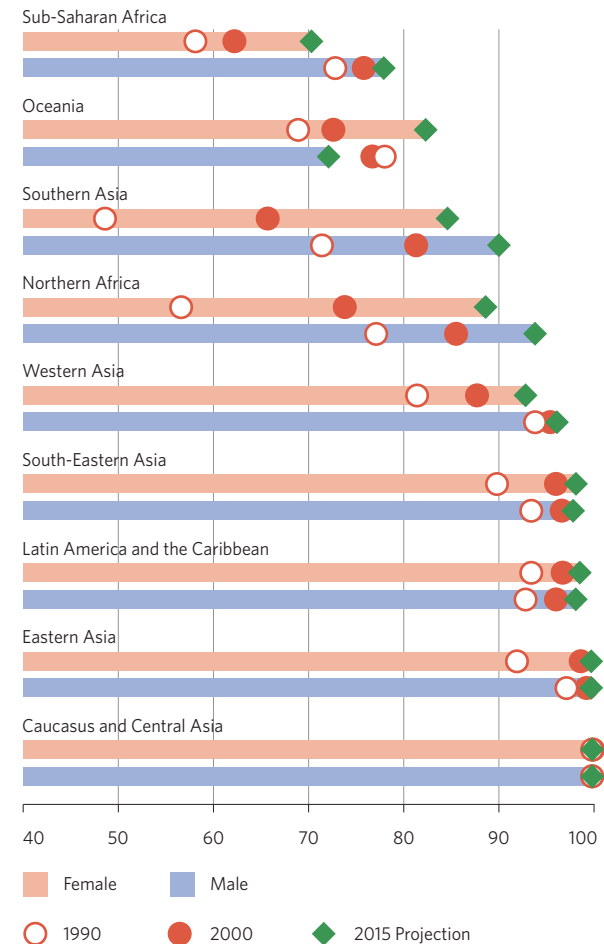 Sub-Saharan Africa
Oceania
Southern Asia
Northern Africa
Western Asia
South-Eastern Asia
Latin America and the Caribbean
Eastern Asia
Caucasus and Central Asia
40 50 60 70 80 90 100
Female Male
1990 2000 2015 Projection